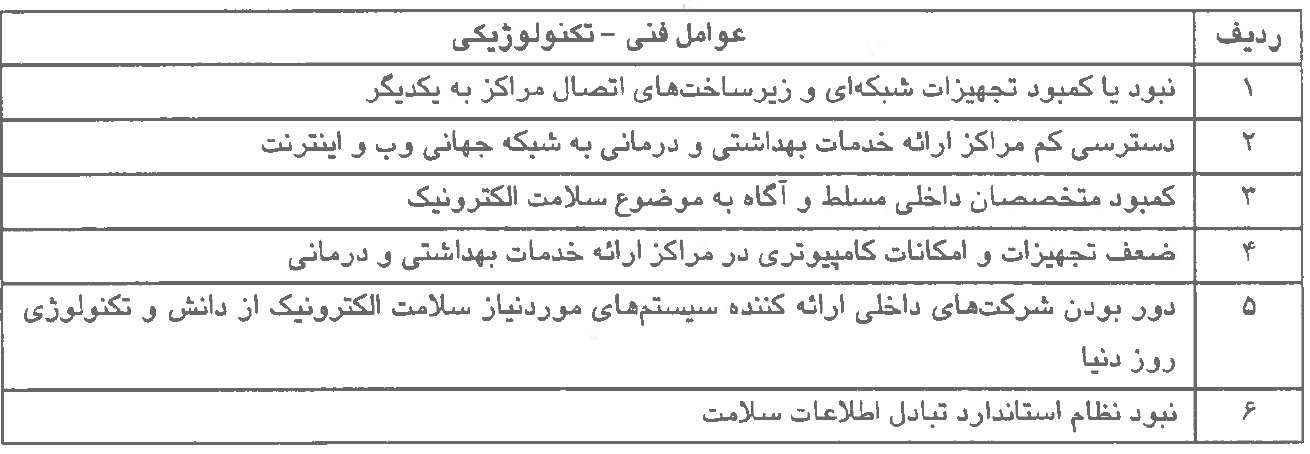 ردیف عوامل فنی - تکنولوژیکی
۱ نبود یا کمبود تجهیزات شبکه‌ای و زیرساخت‌های اتصال مراکز به یکدیگر
۲ دسترسی کم مراکز ارائه خدمات بهداشتی و درمانی به شبکه جهانی وب و اینترنت
۳ کمبود متخصصان داخلی مسلط و آگاه به موضوع سلامت الکترونیک
۴ ضعف تجهیزات و امکانات کامپیوتری در مراکز ارائه خدمات بهداشتی و درمانی
۵ دور بودن شرکت‌های داخلی ارائه کننده سیستم‌های موردنیاز سلامت الکترونیک از دانش و تکنولوژی
روز دنیا
۶ نبود نظام استاندارد تبادل اطلاعات سلامت